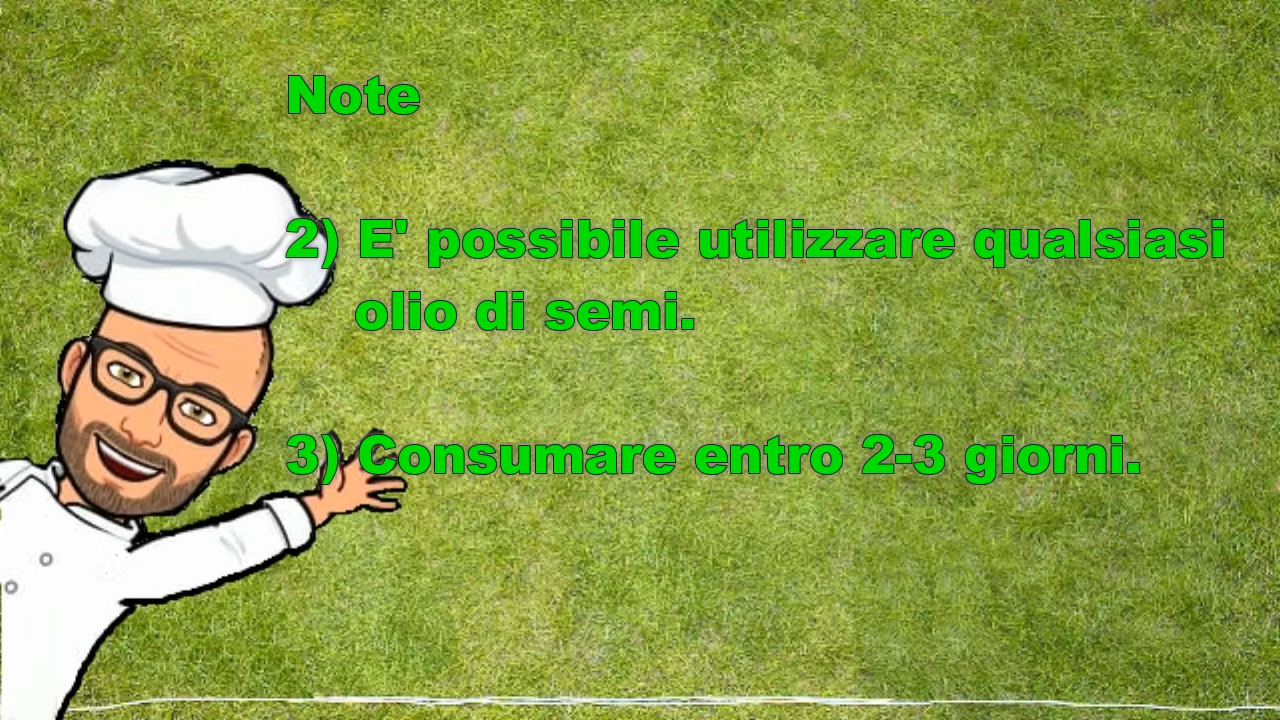 Note
2) E' possibile utilizzare qualsiasi
olio di semi.
3) Consumare entro 2-3 giorni.